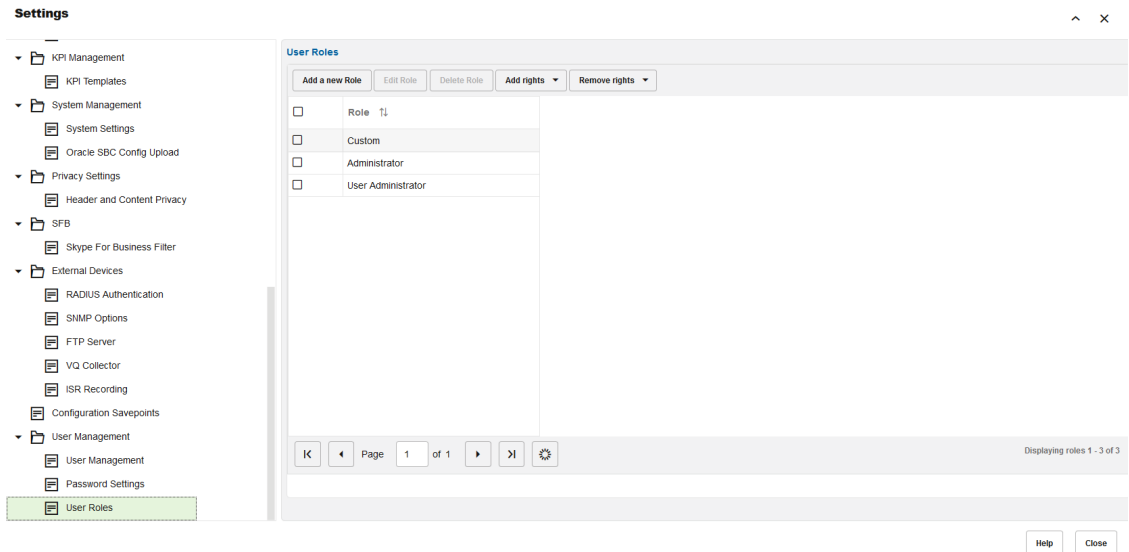 Settings
KPI Management
KPI Templates
System Management
System Settings
Oracle SBC Config Upload
Privacy Settings
Header and Content Privacy
SFB
Skype For Business Filter
External Devices
RADIUS Authentication
SNMP Options
FTP Server
VQ Collector
ISR Recording
Configuration Savepoints
User Management
User Management
Password Settings
User Roles
User Roles
Add a new Role Edit Role Delete Role Add rights Remove rights
Role
Custom
Administrator
User Administrator
Page 1 of 1 Displaying roles 1 - 3 of 3
Help Close